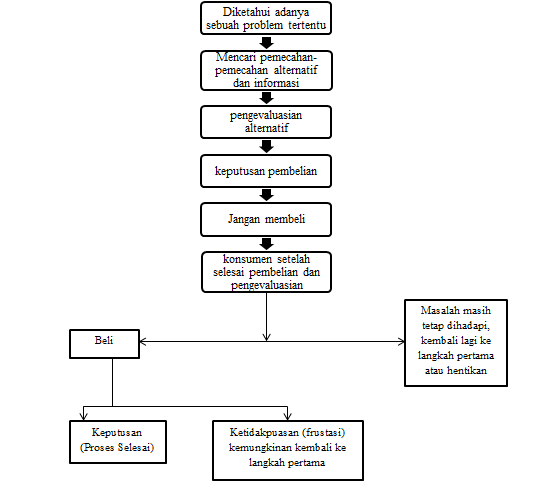 Diketahui adanya
sebuah problem tertentu
Mencari pemecahan-
pemecahan alternatif
dan informasi
pengevaluasian
alternatif
keputusan pembelian
Jangan membeli
konsumen setelah
selesai pembelian dan
pengevaluasian
Masalah masih
tetap dihadapi,
kembali lagi ke
langkah pertama
atau hentikan
Beli
Keputusan
(Proses Selesai)
Ketidakpuasan (frustasi)
kemungkinan kembali ke
langkah pertama